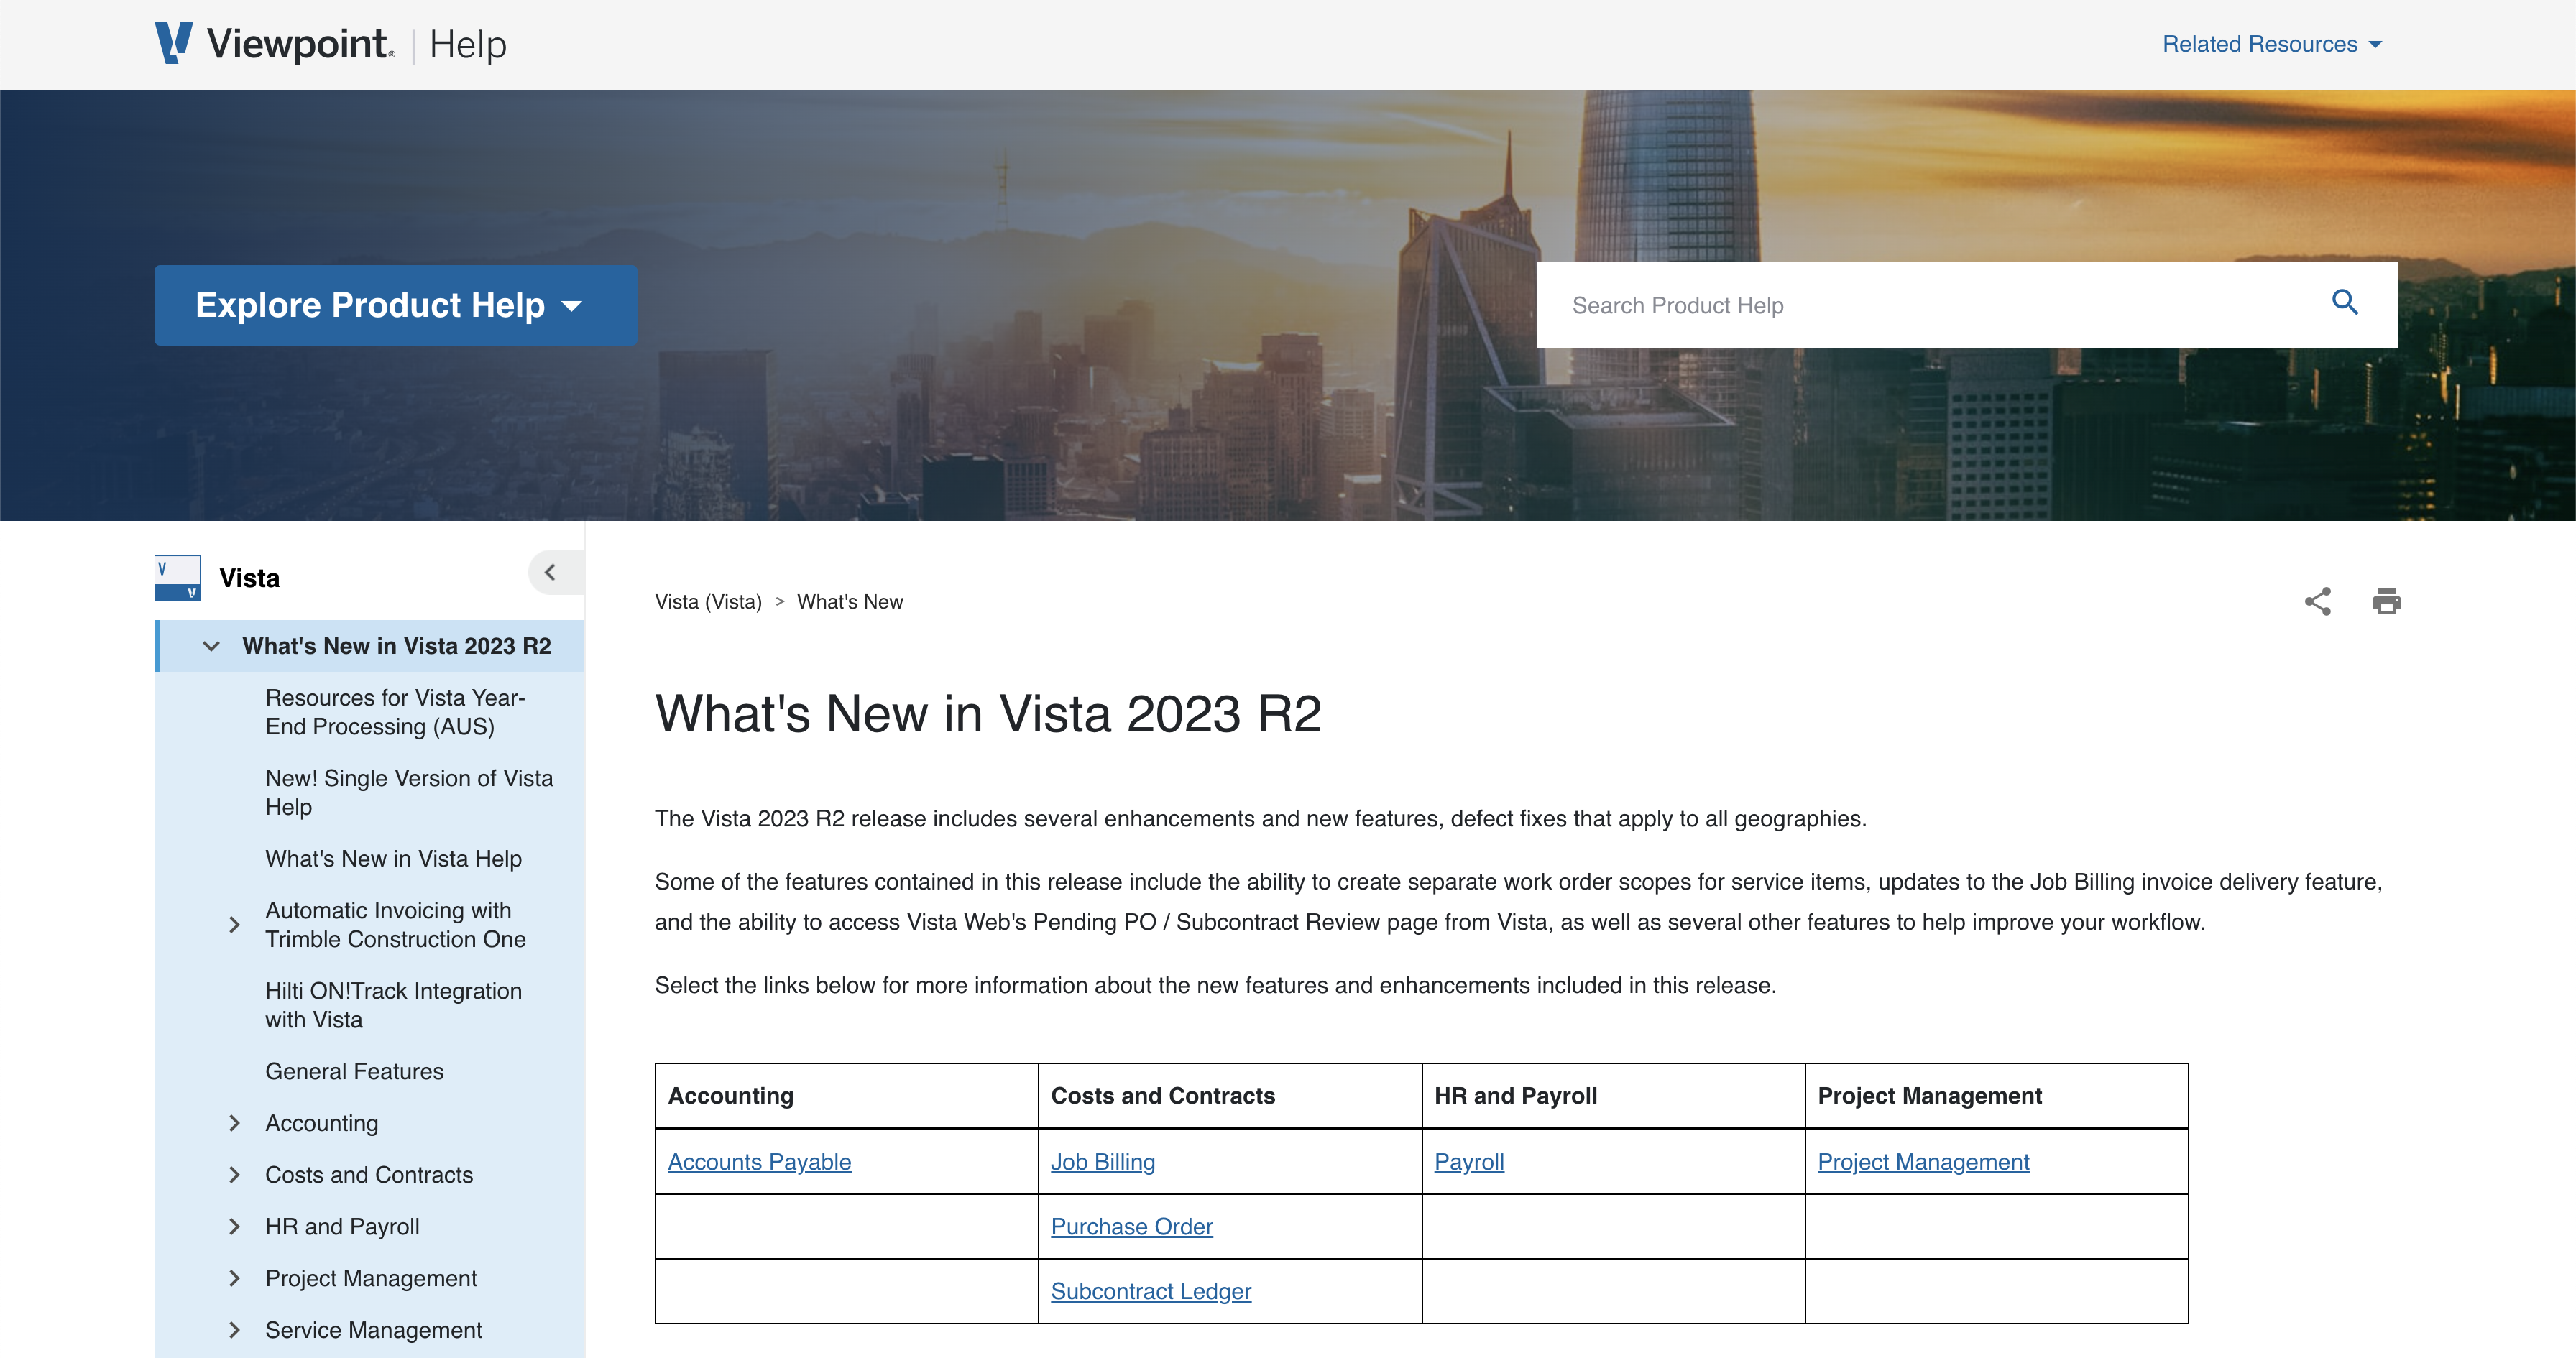 Viewpoint® | Help
Related Resources
Explore Product Help
Search Product Help
V
Vista
What's New in Vista 2023 R2
Resources for Vista Year-
End Processing (AUS)
New! Single Version of Vista
Help
What's New in Vista Help
Automatic Invoicing with
Trimble Construction One
Hilti ON!Track Integration
with Vista
General Features
Accounting
Costs and Contracts
HR and Payroll
Project Management
Service Management
Vista (Vista) > What's New
What's New in Vista 2023 R2
The Vista 2023 R2 release includes several enhancements and new features, defect fixes that apply to all geographies.
Some of the features contained in this release include the ability to create separate work order scopes for service items, updates to the Job Billing invoice delivery feature,
and the ability to access Vista Web's Pending PO / Subcontract Review page from Vista, as well as several other features to help improve your workflow.
Select the links below for more information about the new features and enhancements included in this release.
Accounting Costs and Contracts HR and Payroll Project Management
Accounts Payable Job Billing Payroll Project Management
Purchase Order
Subcontract Ledger